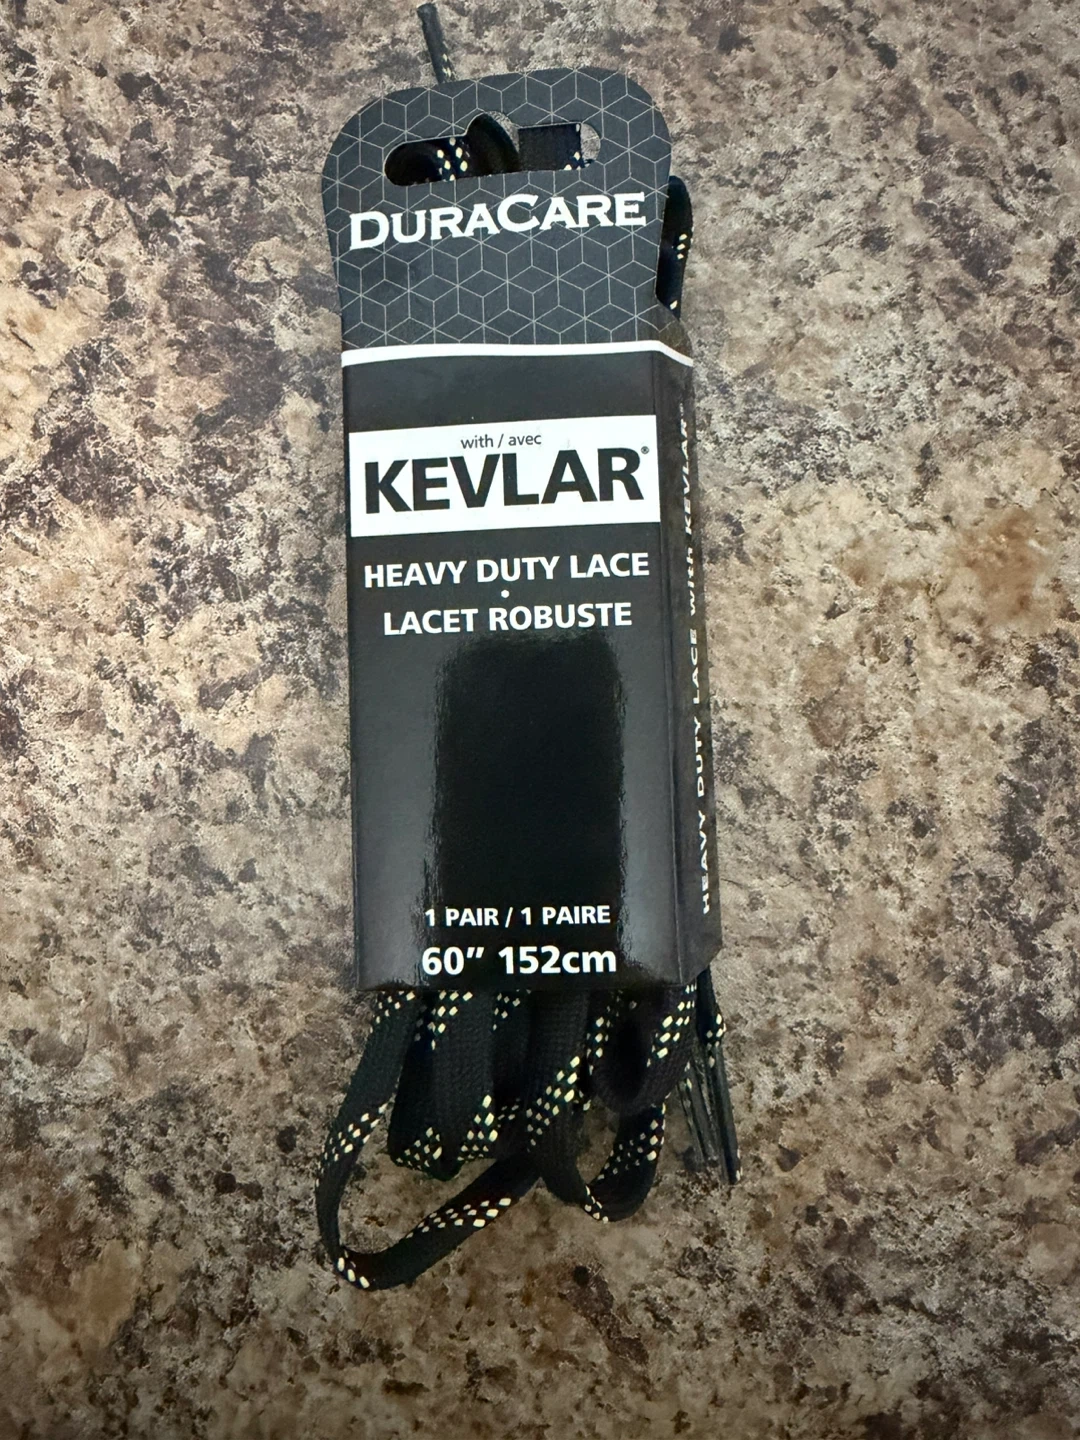 DURACARE
with / avec
KEVLAR®
HEAVY DUTY LACE
•
LACET ROBUSTE
1 PAIR / 1 PAIRE
60” 152cm
HEAVY DUTY LACE with KEVLAR®